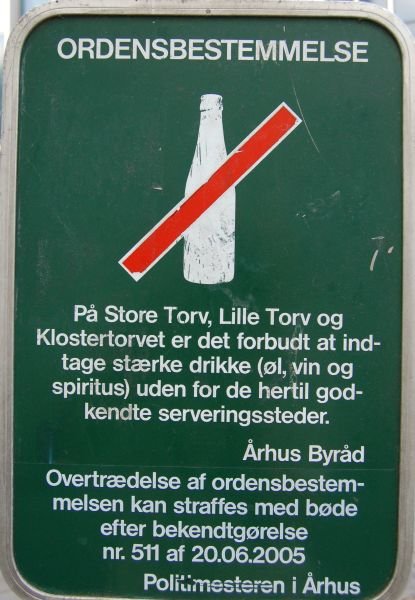 ORDENSBESTEMMELSE
På Store Torv, Lille Torv og
Klostertorvet er det forbudt at ind-
tage stærke drikke (øl, vin og
spiritus) uden for de hertil god-
kendte serveringssteder.
Århus Byråd
Overtrædelse af ordensbestem-
melsen kan straffes med bøde
efter bekendtgørelse
nr. 511 af 20.06.2005
Politimesteren i Århus